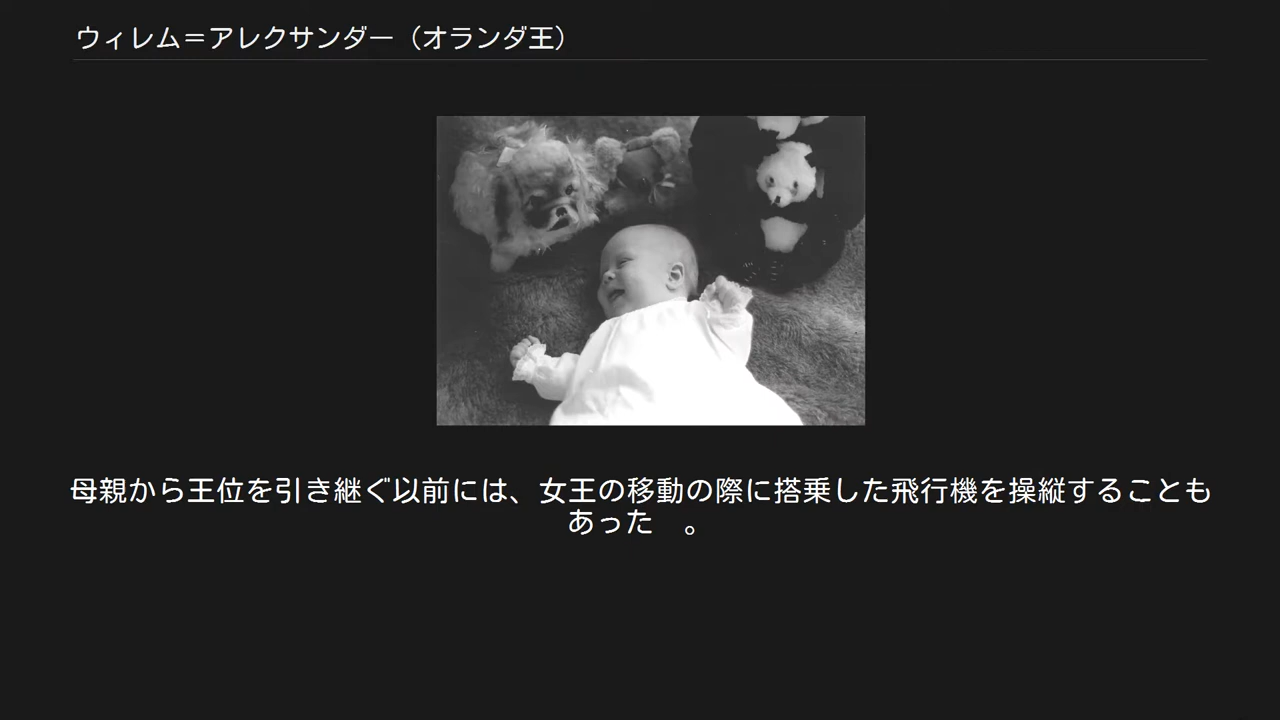 ウィレム＝アレクサンダー（オランダ王）
母親から王位を引き継ぐ以前には、女王の移動の際に搭乗した飛行機を操縦することも
あった　。